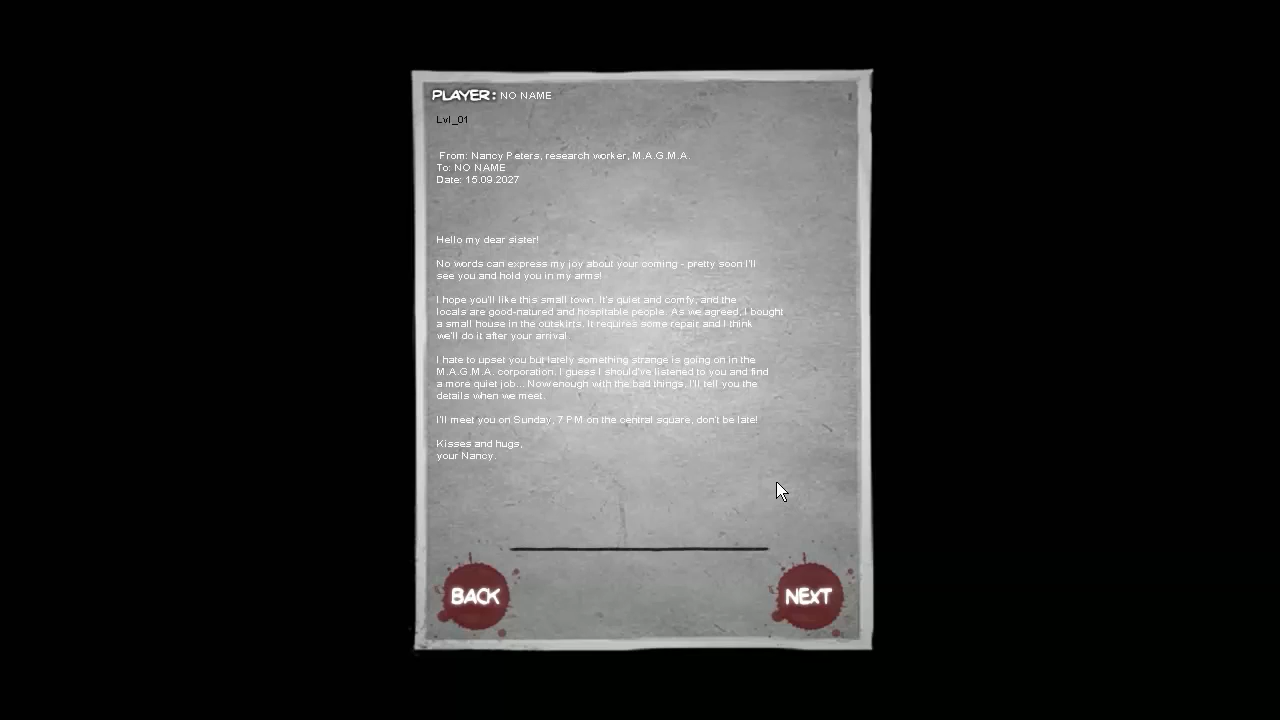 PLAYER: NO NAME
Lvl_01
From: Nancy Peters, research worker, M.A.G.M.A.
To: NO NAME
Date: 15.09.2027
Hello my dear sister!
No words can express my joy about your coming - pretty soon I'll
see you and hold you in my arms!
I hope you'll like this small town. It's quiet and comfy, and the
locals are good-natured and hospitable people. As we agreed, I bought
a small house in the outskirts. It requires some repair and I think
we'll do it after your arrival
I hate to upset you but lately something strange is going on in the
M.A.G.M.A. corporation. I guess I should've listened to you and find
a more quiet job... Now enough with the bad things, I'll tell you the
details when we meet.
I'll meet you on Sunday, 7 PM on the central square, don't be late!
Kisses and hugs,
your Nancy.
BACK NEXT